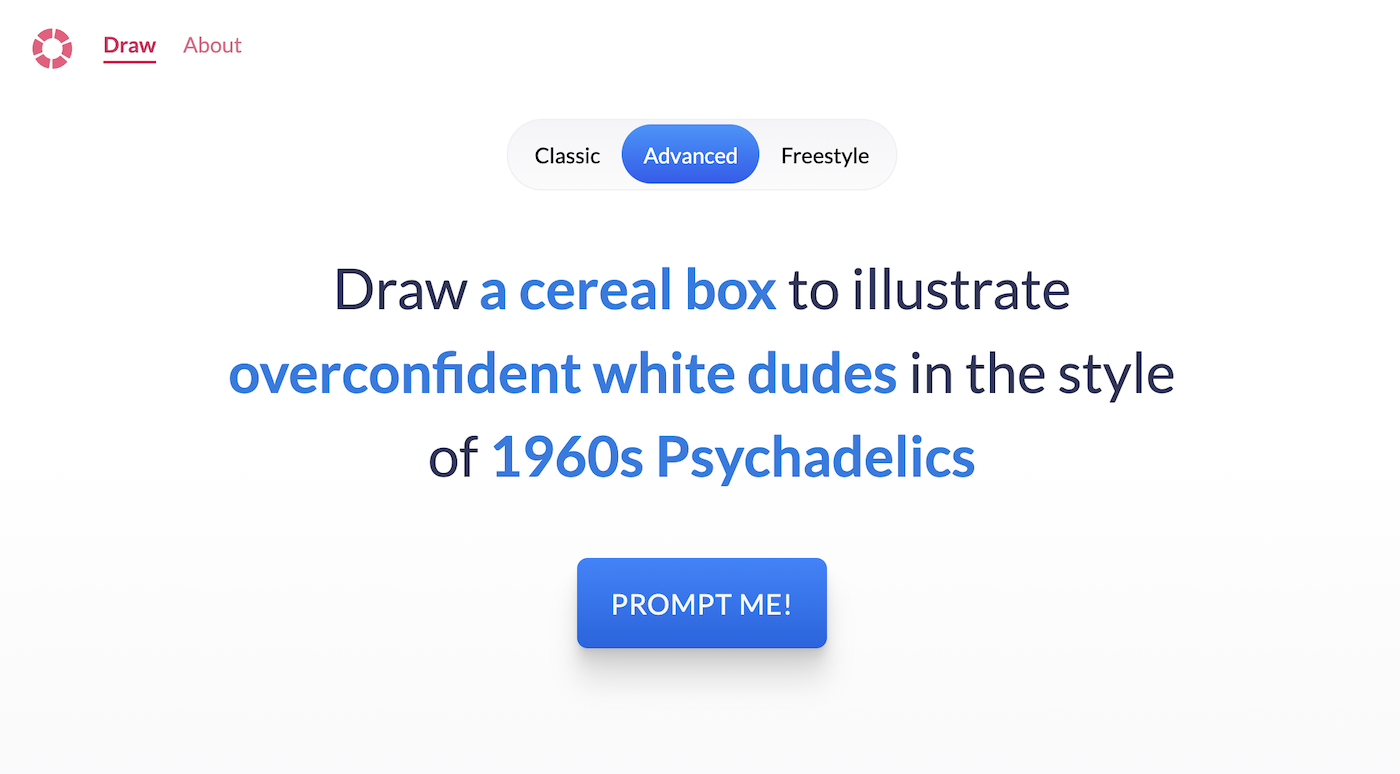 Draw About
Classic Advanced Freestyle
Draw a cereal box to illustrate
overconfident white dudes in the style
of 1960s Psychadelics
PROMPT ME!